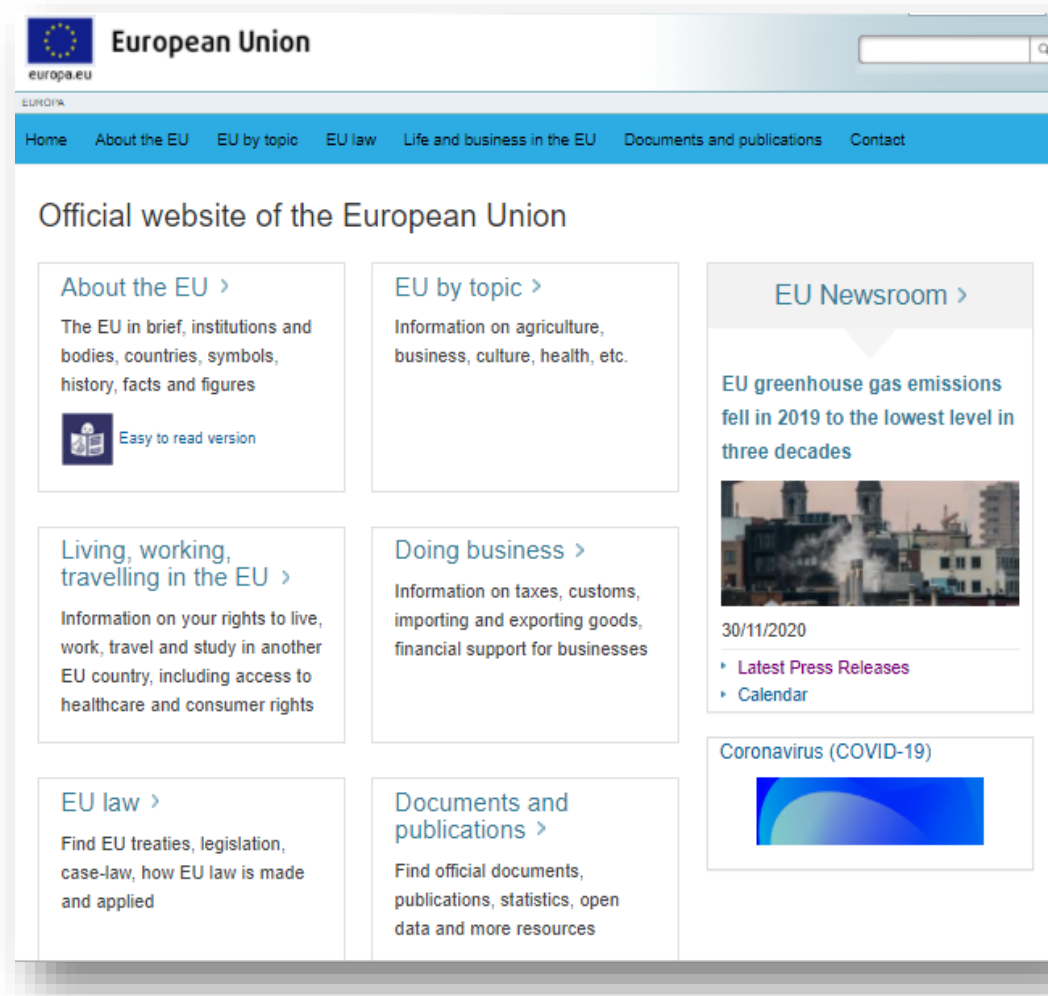 European Union
europa.eu
EUROPA
Home About the EU EU by topic EU law Life and business in the EU Documents and publications Contact
Official website of the European Union
About the EU
The EU in brief, institutions and
bodies, countries, symbols,
history, facts and figures
Easy to read version
EU by topic
Information on agriculture,
business, culture, health, etc.
Living, working,
travelling in the EU
Information on your rights to live,
work, travel and study in another
EU country, including access to
healthcare and consumer rights
Doing business
Information on taxes, customs,
importing and exporting goods,
financial support for businesses
EU law
Find EU treaties, legislation,
case-law, how EU law is made
and applied
Documents and
publications
Find official documents,
publications, statistics, open
data and more resources
EU Newsroom
EU greenhouse gas emissions
fell in 2019 to the lowest level in
three decades
30/11/2020
Latest Press Releases
Calendar
Coronavirus (COVID-19)